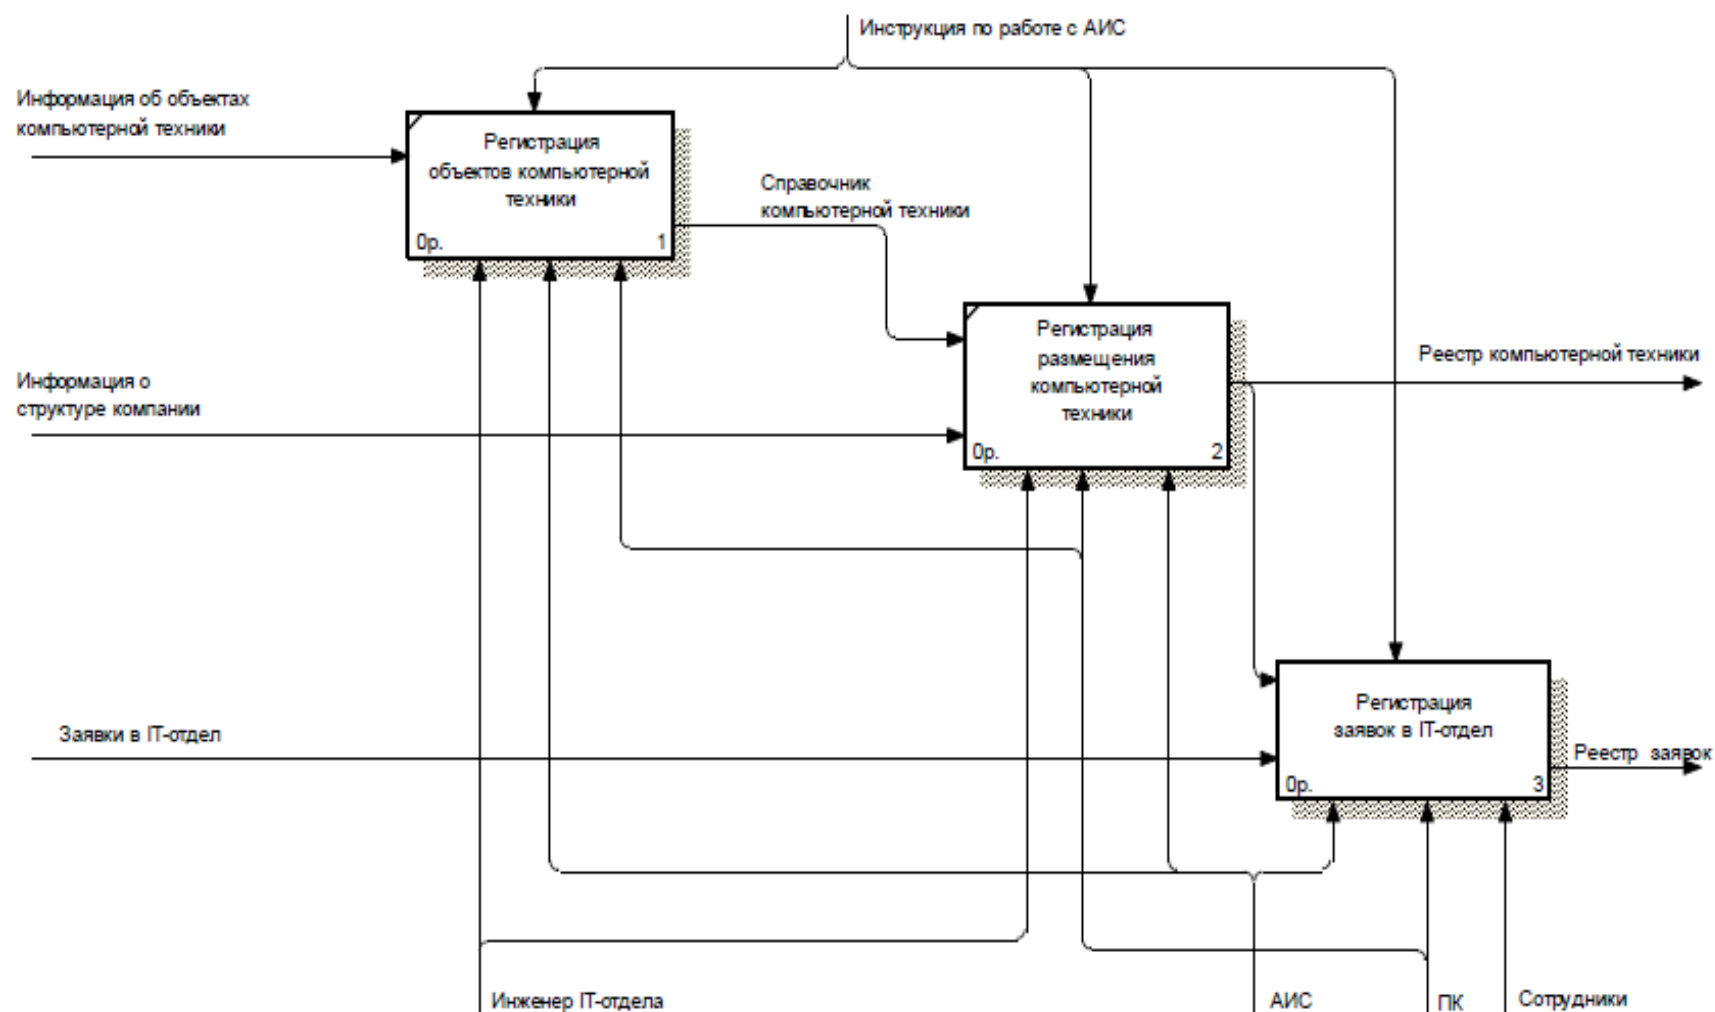 Инструкция по работе с АИС
Информация об объектах
компьютерной техники
Регистрация
объектов компьютерной
техники
0р.
1
Справочник
компьютерной техники
Регистрация
размещения
компьютерной
техники
0р.
2
Реестр компьютерной техники
Информация о
структуре компании
Заявки в IT-отдел
Регистрация
заявок в IT-отдел
0р.
3
Реестр заявок
Инженер IT-отдела
АИС
ПК
Сотрудники